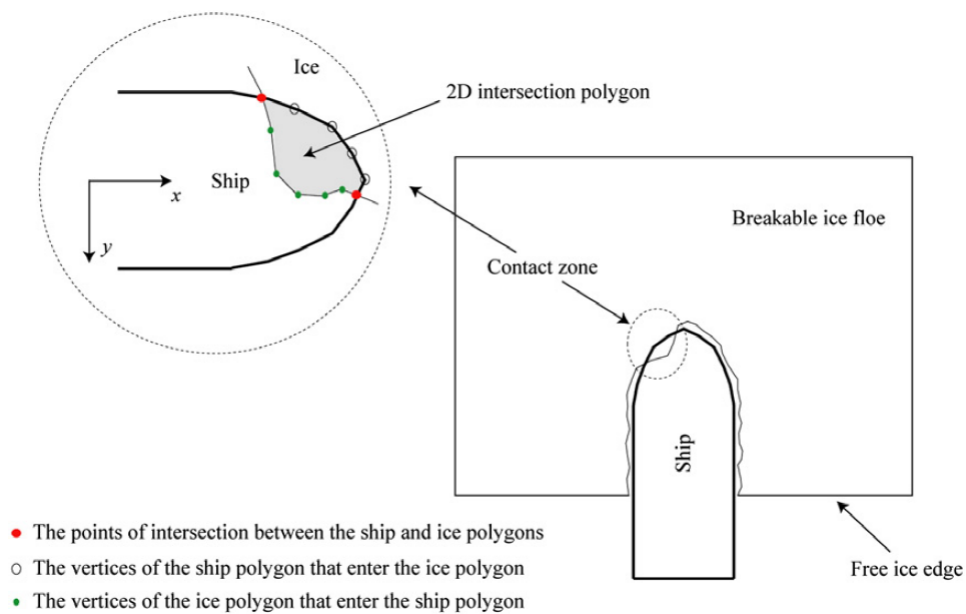 Ice
2D intersection polygon
Ship
x
y
Breakable ice floe
Contact zone
Ship
Free ice edge
The points of intersection between the ship and ice polygons
The vertices of the ship polygon that enter the ice polygon
The vertices of the ice polygon that enter the ship polygon